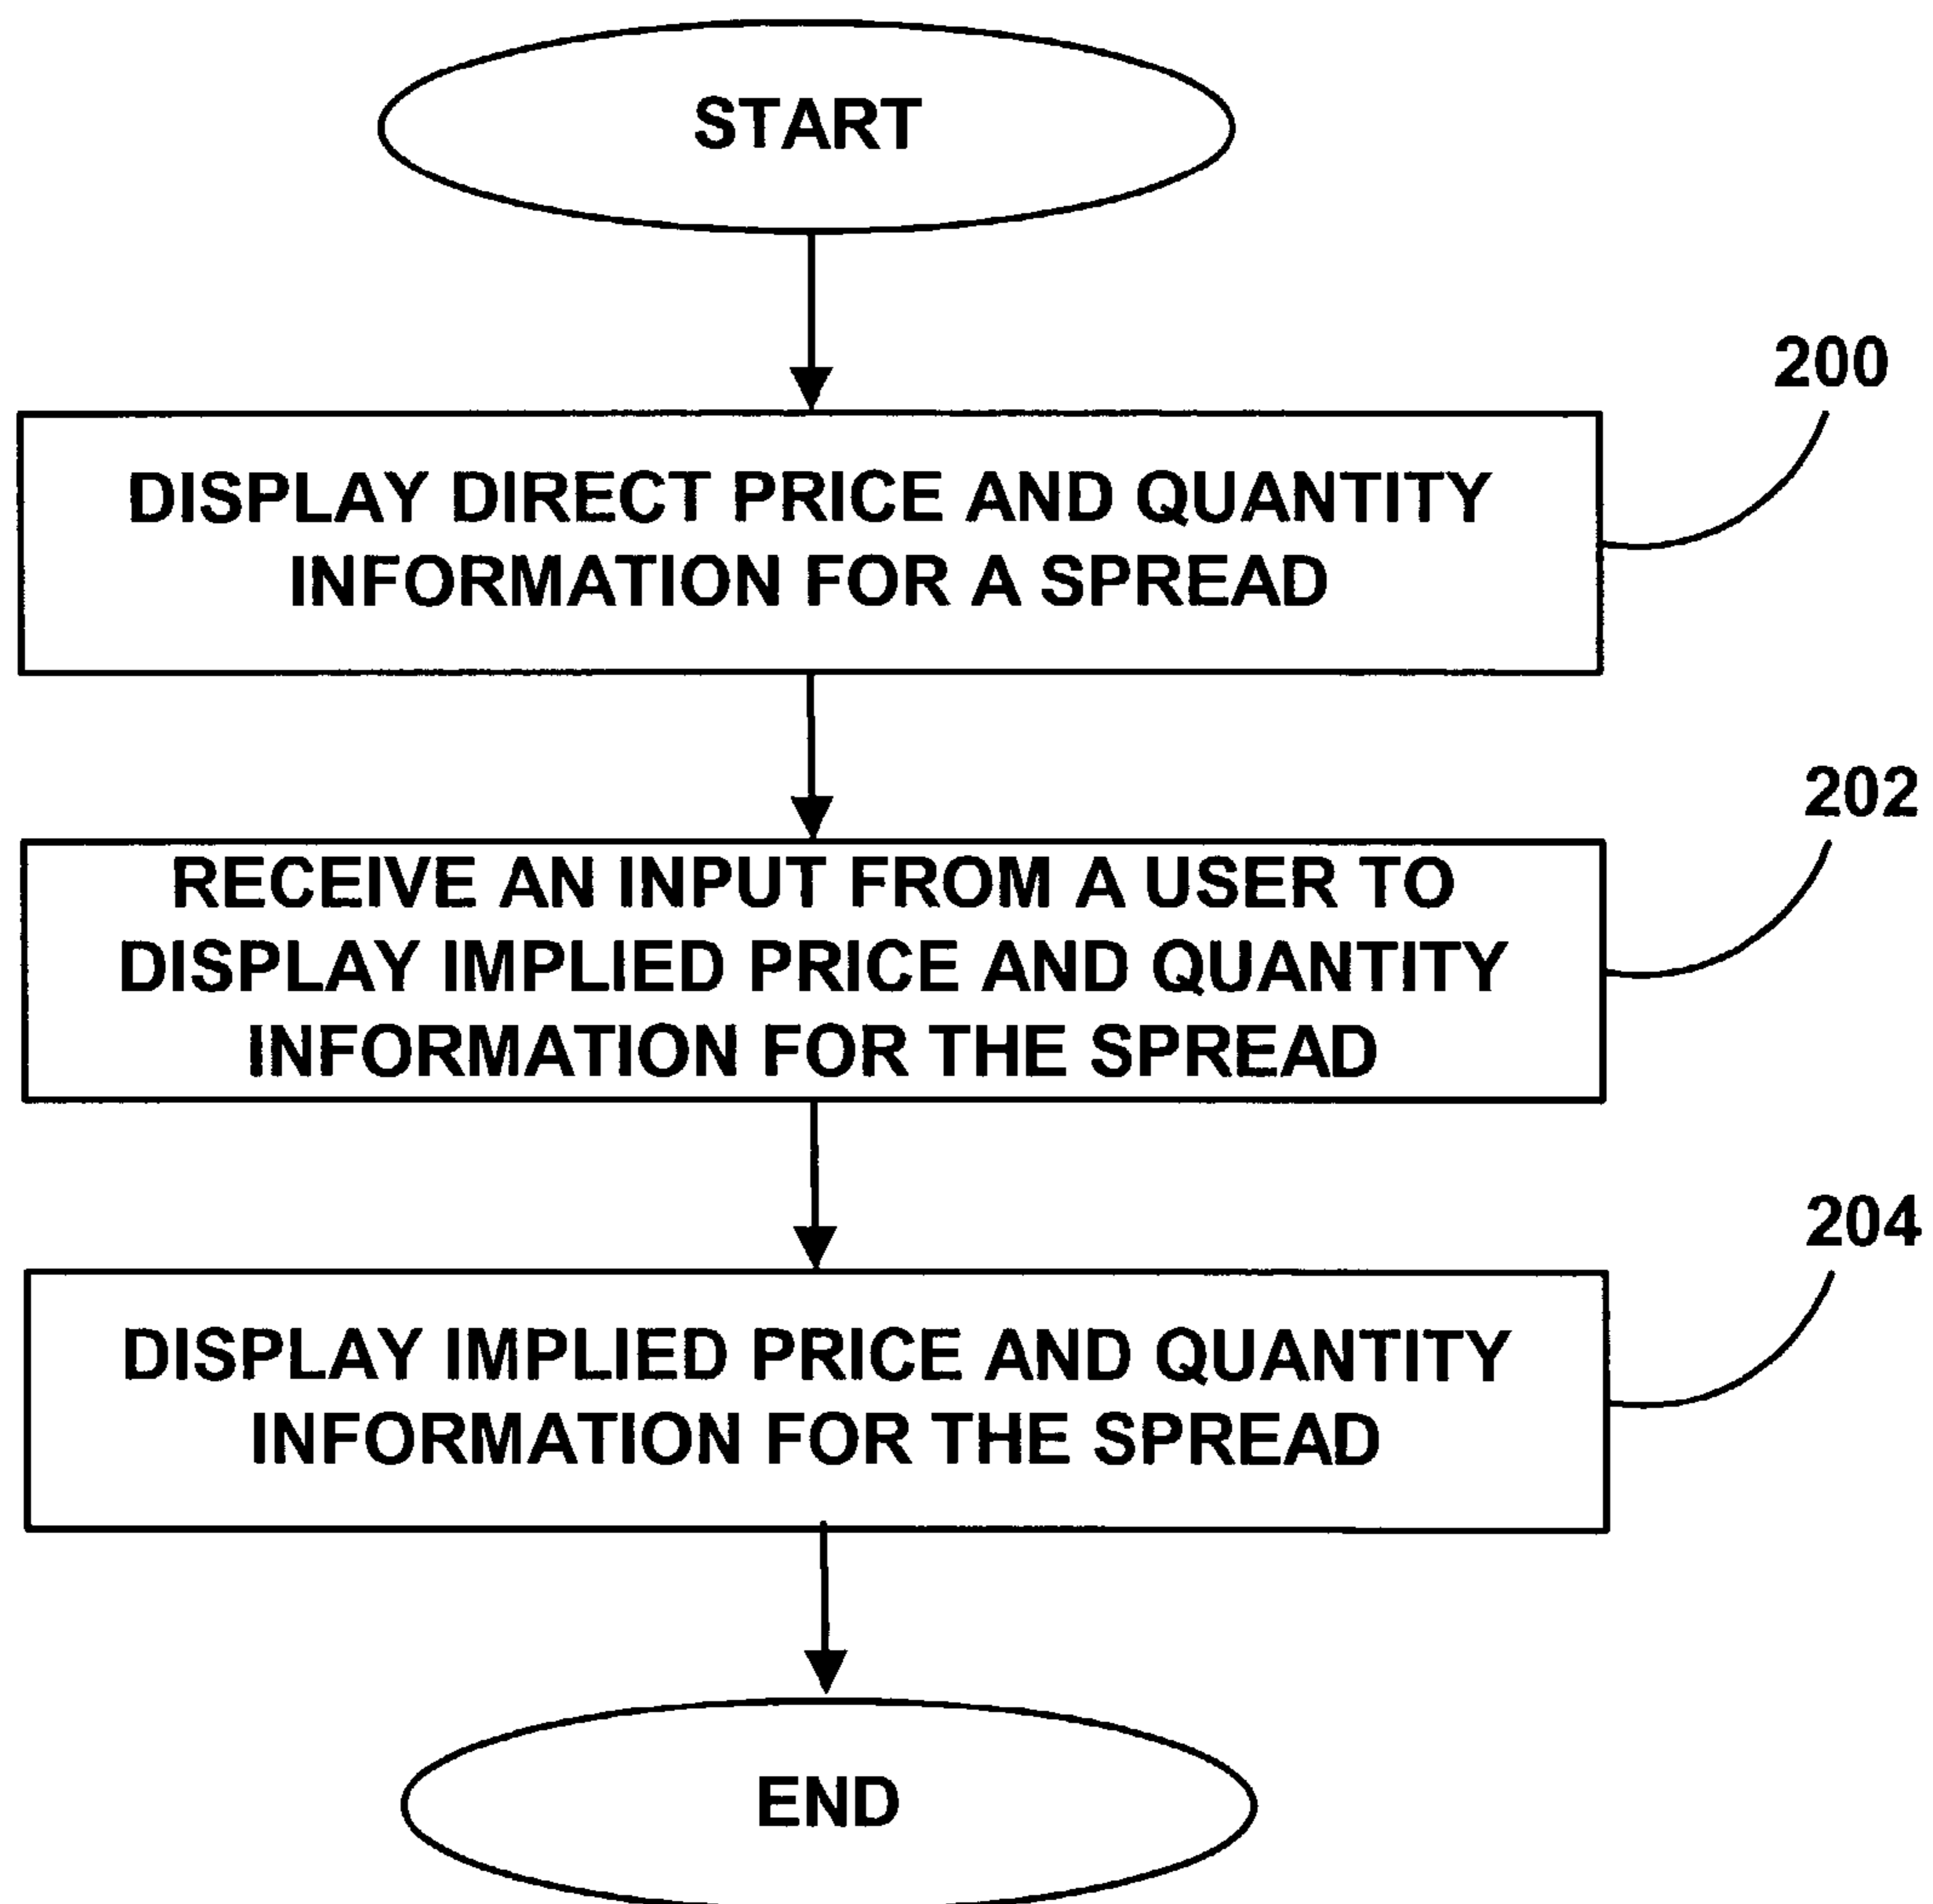 START
200
DISPLAY DIRECT PRICE AND QUANTITY
INFORMATION FOR A SPREAD
202
RECEIVE AN INPUT FROM A USER TO
DISPLAY IMPLIED PRICE AND QUANTITY
INFORMATION FOR THE SPREAD
204
DISPLAY IMPLIED PRICE AND QUANTITY
INFORMATION FOR THE SPREAD
END